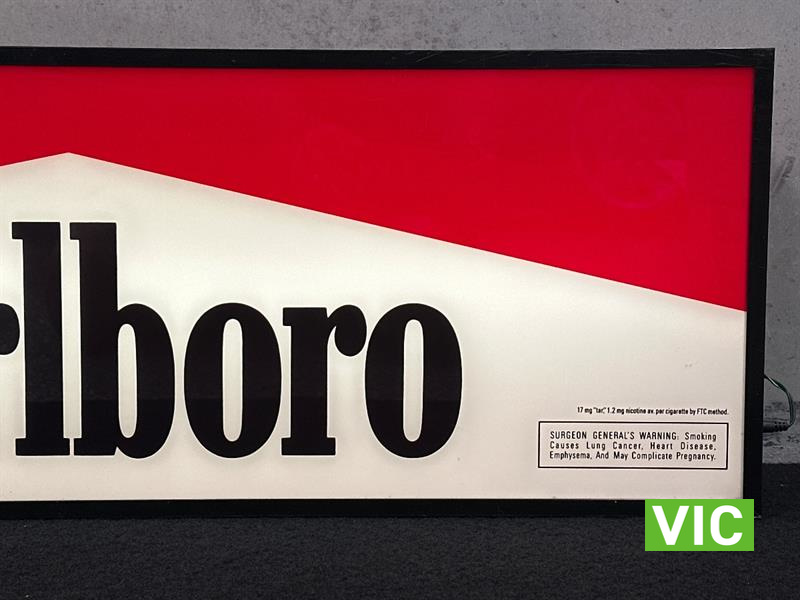 rlboro
17 mg "tar," 1.2 mg nicotine av. per cigarette by FTC method.
SURGEON GENERAL'S WARNING: Smoking
Causes Lung Cancer, Heart Disease,
Emphysema, And May Complicate Pregnancy.
VIC